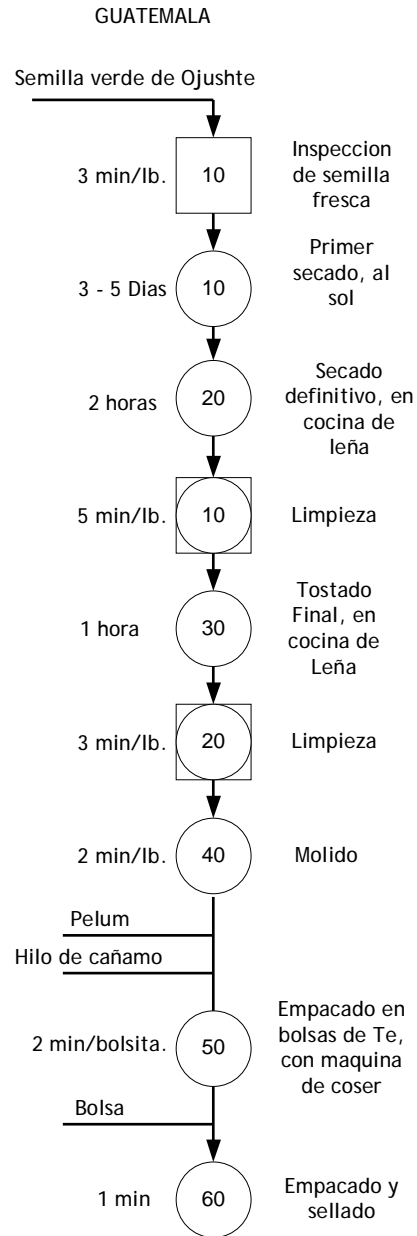 GUATEMALA
Semilla verde de Ojushte
3 min/lb.
10
Inspeccion
de semilla
fresca
3 - 5 Dias
10
Primer
secado, al
sol
2 horas
20
Secado
definitivo, en
cocina de
leña
5 min/lb.
10
Limpieza
1 hora
30
Tostado
Final, en
cocina de
Leña
3 min/lb.
20
Limpieza
2 min/lb.
40
Molido
Pelum
Hilo de cañamo
2 min/bolsita.
50
Empacado en
bolsas de Te,
con maquina
de coser
Bolsa
1 min
60
Empacado y
sellado